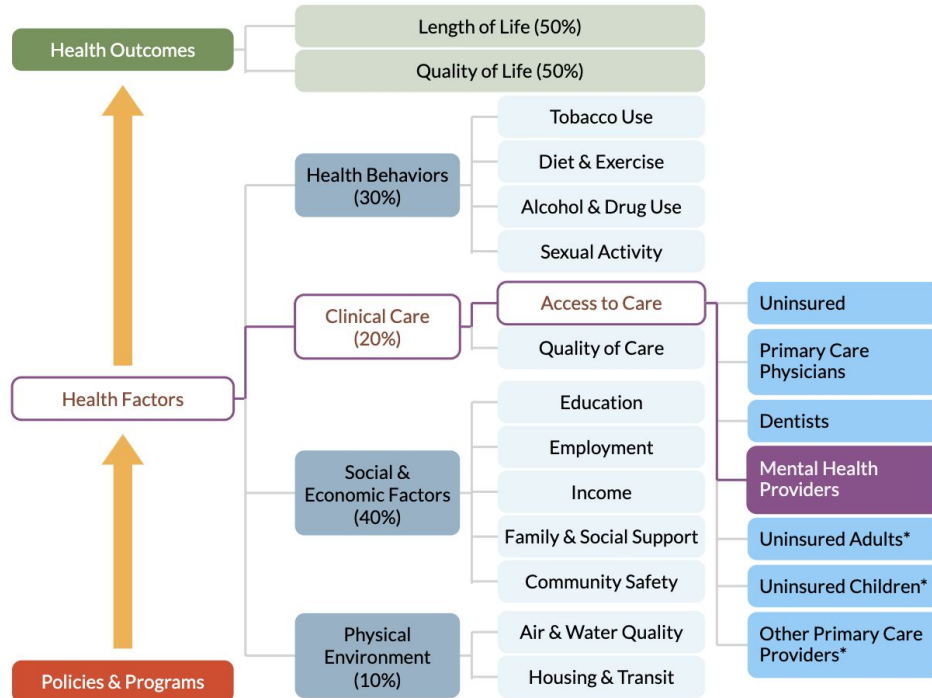 Health Outcomes
Length of Life (50%)
Quality of Life (50%)
Health Factors
Policies & Programs
Health Behaviors
(30%)
Tobacco Use
Diet & Exercise
Alcohol & Drug Use
Sexual Activity
Clinical Care
(20%)
Access to Care
Quality of Care
Uninsured
Primary Care
Physicians
Dentists
Mental Health
Providers
Uninsured Adults*
Uninsured Children*
Other Primary Care
Providers*
Social &
Economic Factors
(40%)
Education
Employment
Income
Family & Social Support
Community Safety
Physical
Environment
(10%)
Air & Water Quality
Housing & Transit